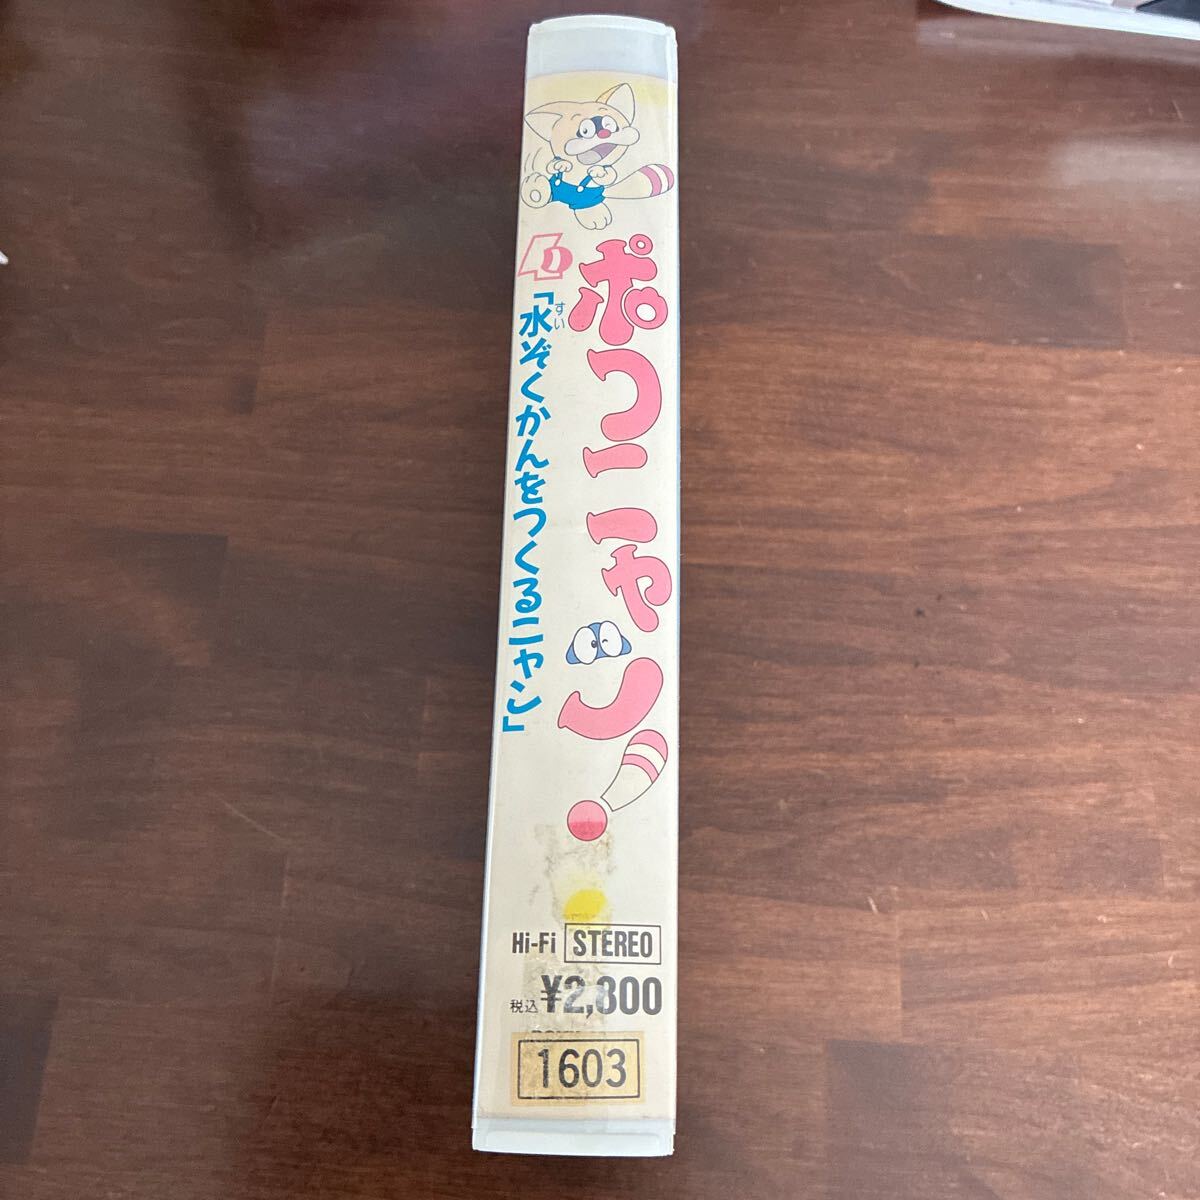 ポコニャン!
「水ぞくかんをつくるニャン」
すい
Hi-Fi STEREO
税込 ¥2,800
1603